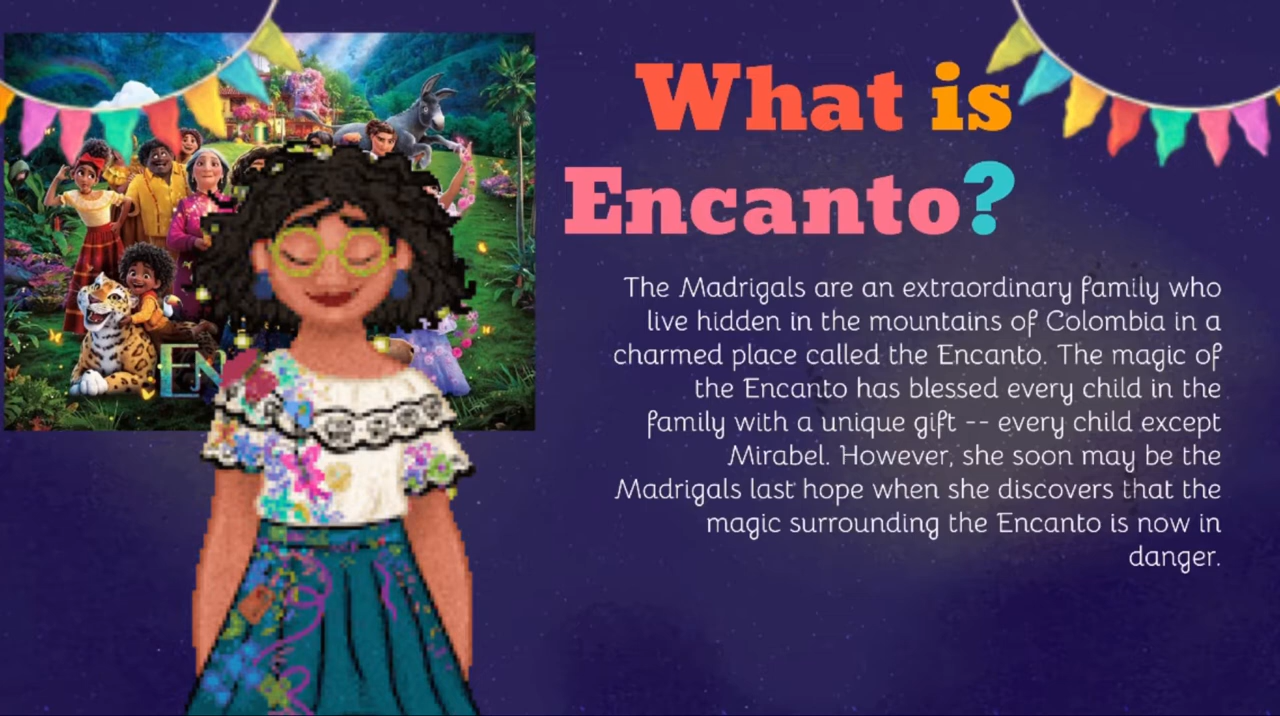 What is
Encanto?
The Madrigals are an extraordinary family who
live hidden in the mountains of Colombia in a
charmed place called the Encanto. The magic of
the Encanto has blessed every child in the
family with a unique gift -- every child except
Mirabel. However, she soon may be the
Madrigals last hope when she discovers that the
magic surrounding the Encanto is now in
danger.